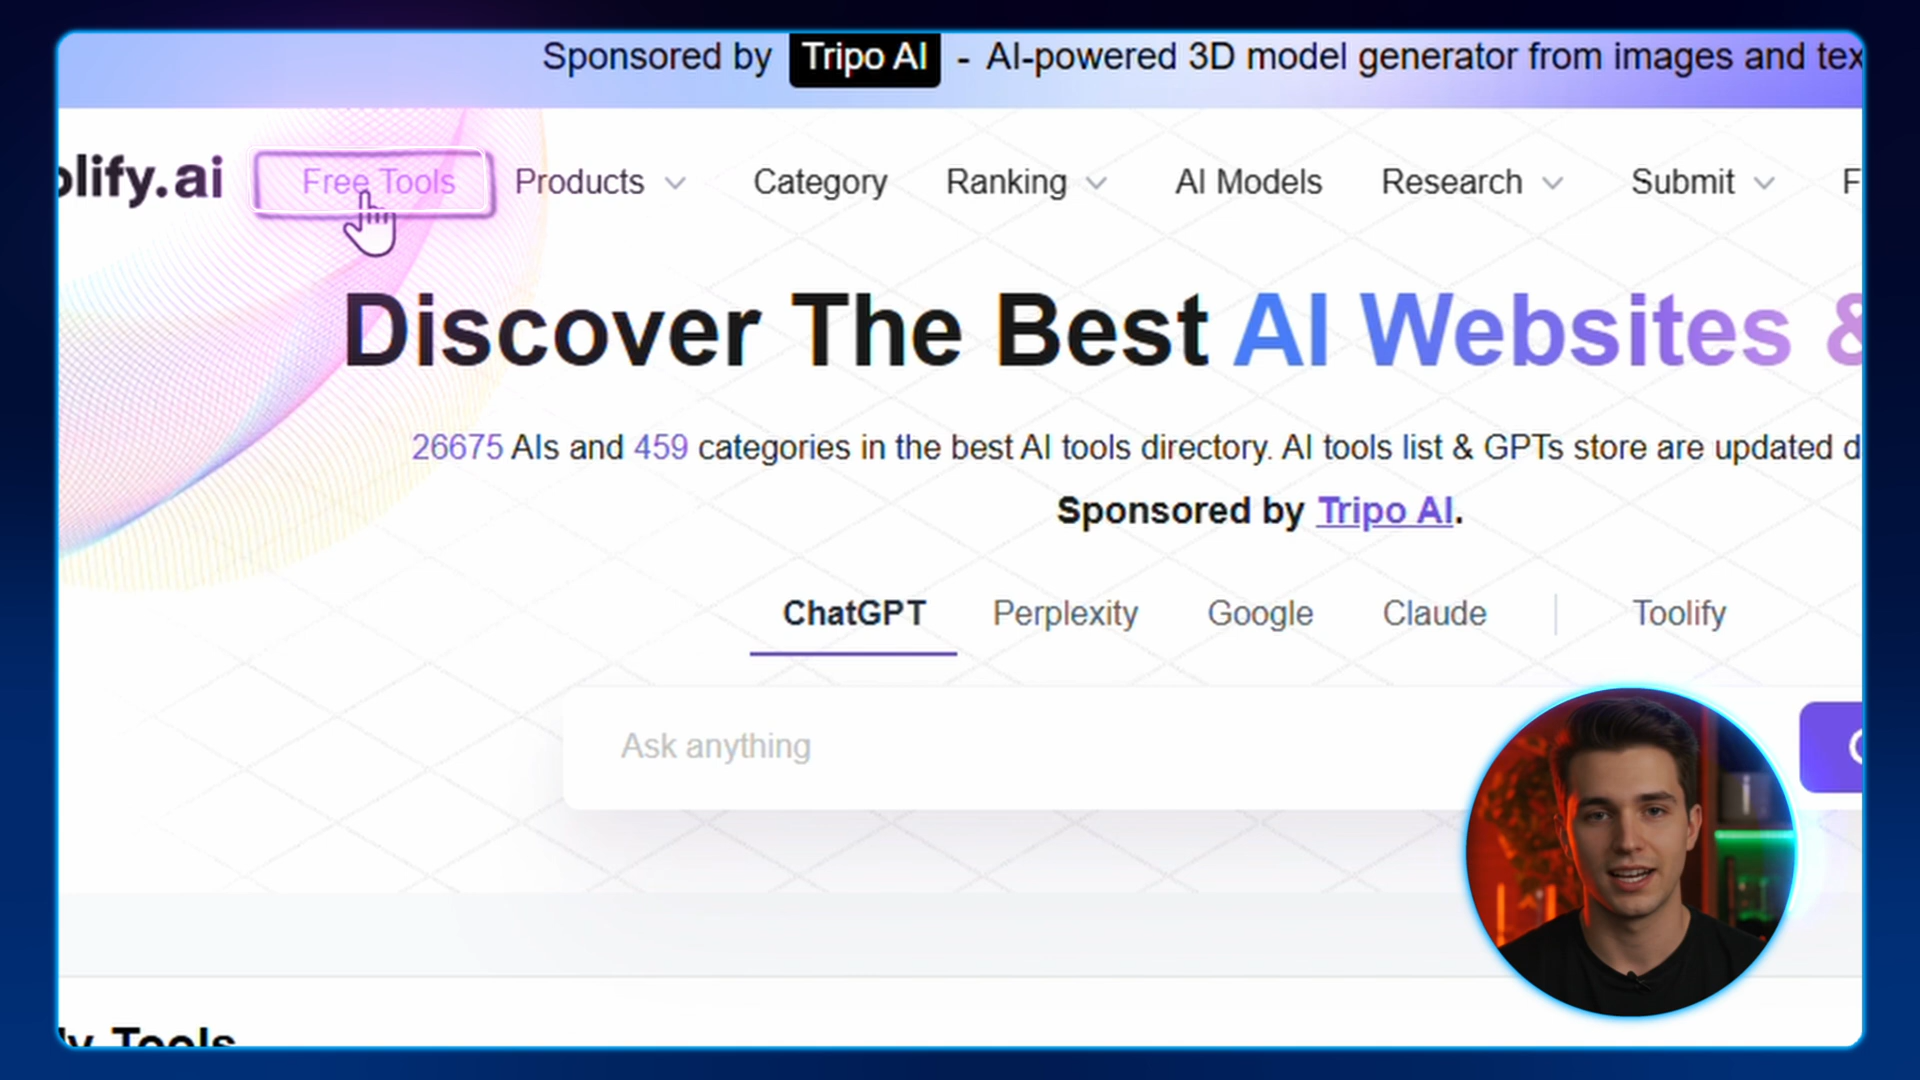 Sponsored by Tripo AI - AI-powered 3D model generator from images and tex
olify.ai Free Tools Products Category Ranking AI Models Research Submit F
Discover The Best AI Websites &
26675 AIs and 459 categories in the best AI tools directory. AI tools list & GPTs store are updated d
Sponsored by Tripo AI.
ChatGPT Perplexity Google Claude | Toolify
Ask anything
ly Tools